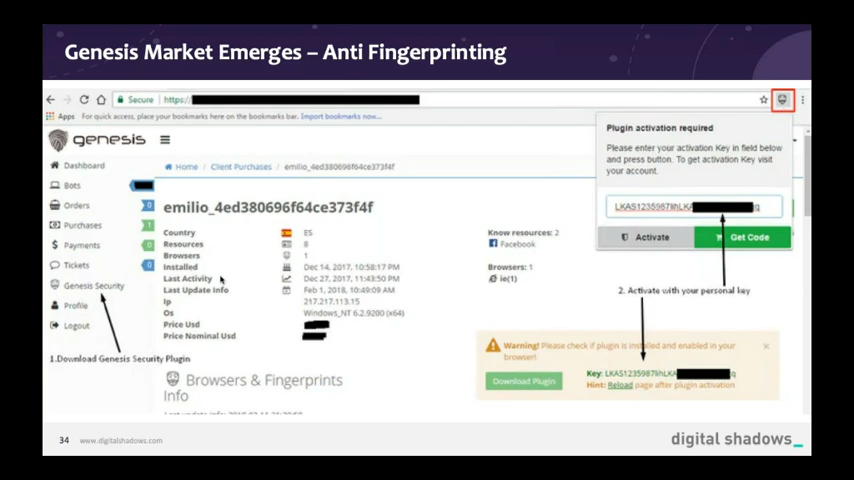 Genesis Market Emerges – Anti Fingerprinting
Secure https://
Apps For quick access, place your bookmarks here on the bookmarks bar. Import bookmarks now...
genesis
Plugin activation required
Please enter your activation Key in field below
and press button. To get activation Key visit
your account.
LKAS1235987lihLKA
Activate
Get Code
Dashboard
Bots
Orders 0
Purchases 1
Payments
Tickets 0
Genesis Security
Profile
Logout
Home / Client Purchases / emilio_4ed380696f64ce373f4f
emilio_4ed380696f64ce373f4f
Country ES
Resources 8
Browsers 1
Installed Dec 14, 2017, 10:58:17 PM
Last Activity Dec 27, 2017, 11:43:50 PM
Last Update Info Feb 1, 2018, 10:49:09 AM
Ip 217.217.113.15
Os Windows_NT 6.2.9200 (x64)
Price Usd
Price Nominal Usd
Know resources: 2
Facebook
Browsers: 1
ie(1)
2. Activate with your personal key
1.Download Genesis Security Plugin
Warning! Please check if plugin is installed and enabled in your
browser!
Download Plugin
Key: LKAS1235987lihLKA q
Hint: Reload page after plugin activation
Browsers & Fingerprints
Info
34 www.digitalshadows.com
digital shadows_